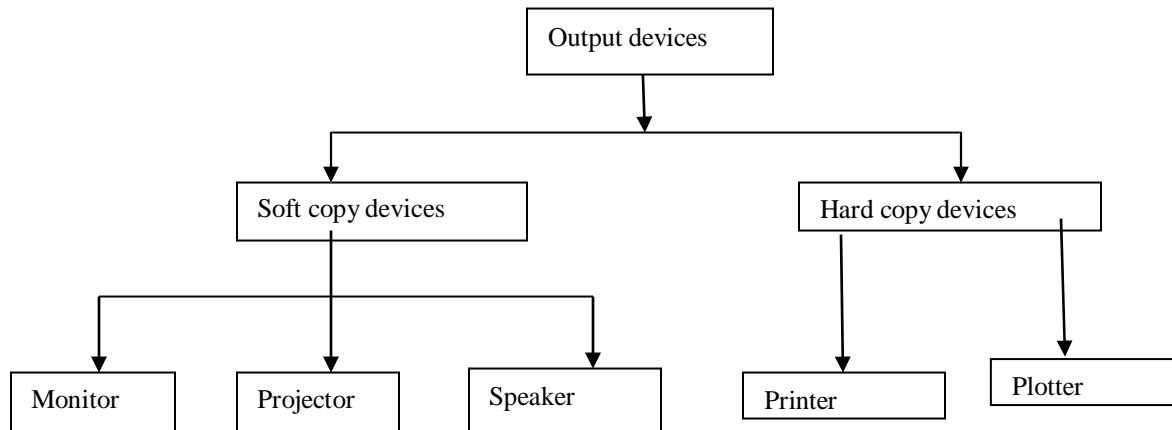 Output devices
Soft copy devices
Hard copy devices
Monitor
Projector
Speaker
Printer
Plotter